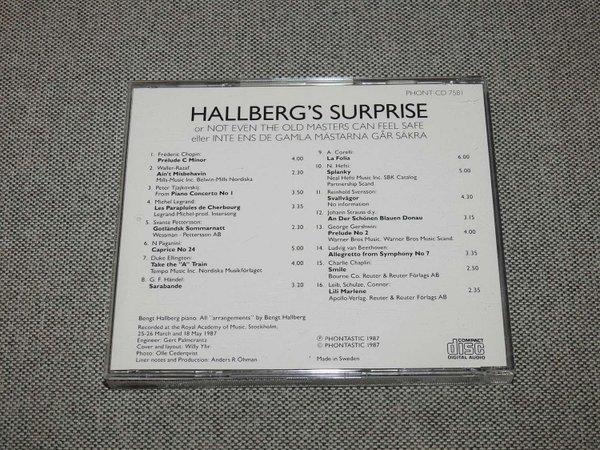 PHONT CD 7581
HALLBERG'S SURPRISE
or NOT EVEN THE OLD MASTERS CAN FEEL SAFE
eller INTE ENS DE GAMLA MÄSTARNA GÅR SÄKRA
1. Frédéric Chopin:
Prélude C Minor 4.00
2. Waller-Razaf:
Ain't Misbehavin 2.30
Mills-Music Inc. Belwin-Mills Nordiska
3. Peter Tjajkovskij:
From Piano Concerto No 1 3.50
4. Michel Legrand:
Les Parapluies de Cherbourg 3.35
Legrand-Michel-prod. Intersong
5. Svante Pettersson:
Gotländsk Sommarnatt 2.30
Wessman - Pettersson AB
6. N Paganini:
Caprice No 24 5.00
7. Duke Ellington:
Take the "A" Train 4.00
Tempo Music Inc. Nordiska Musikförlaget
8. G. F. Händel:
Sarabande 3.20
9. A. Corelli:
La Folia 6.00
10. N. Hefti:
Splanky 5.00
Neal Hefti Music Inc. SBK Catalog
Partnership Scand
11. Reinhold Svensson:
Svallvågor 4.30
No information
12. Johann Strauss d.y.
An Der Schönen Blauen Donau 3.15
13. George Gershwin:
Prelude No 2 4.00
Warner Bros Music. Warner Bros Music Scand.
14. Ludwig van Beethoven:
Allegretto from Symphony No 7 3.35
15. Charlie Chaplin:
Smile 2.50
Bourne Co. Reuter & Reuter Förlags AB
16. Leib, Schulze, Connor:
Lili Marlene 2.35
Apollo-Verlag. Reuter & Reuter Förlags AB
Bengt Hallberg piano. All "arrangements" by Bengt Hallberg
Recorded at the Royal Academy of Music. Stockholm.
25-26 March and 18 May 1987
Engineer: Gert Palmcrantz
Cover and layout: Willy Yhr
Photo: Olle Cederqvist
Liner notes and Production: Anders R Öhman
Ⓟ PHONTASTIC 1987
© PHONTASTIC 1987
Made in Sweden
COMPACT
disc
DIGITAL AUDIO